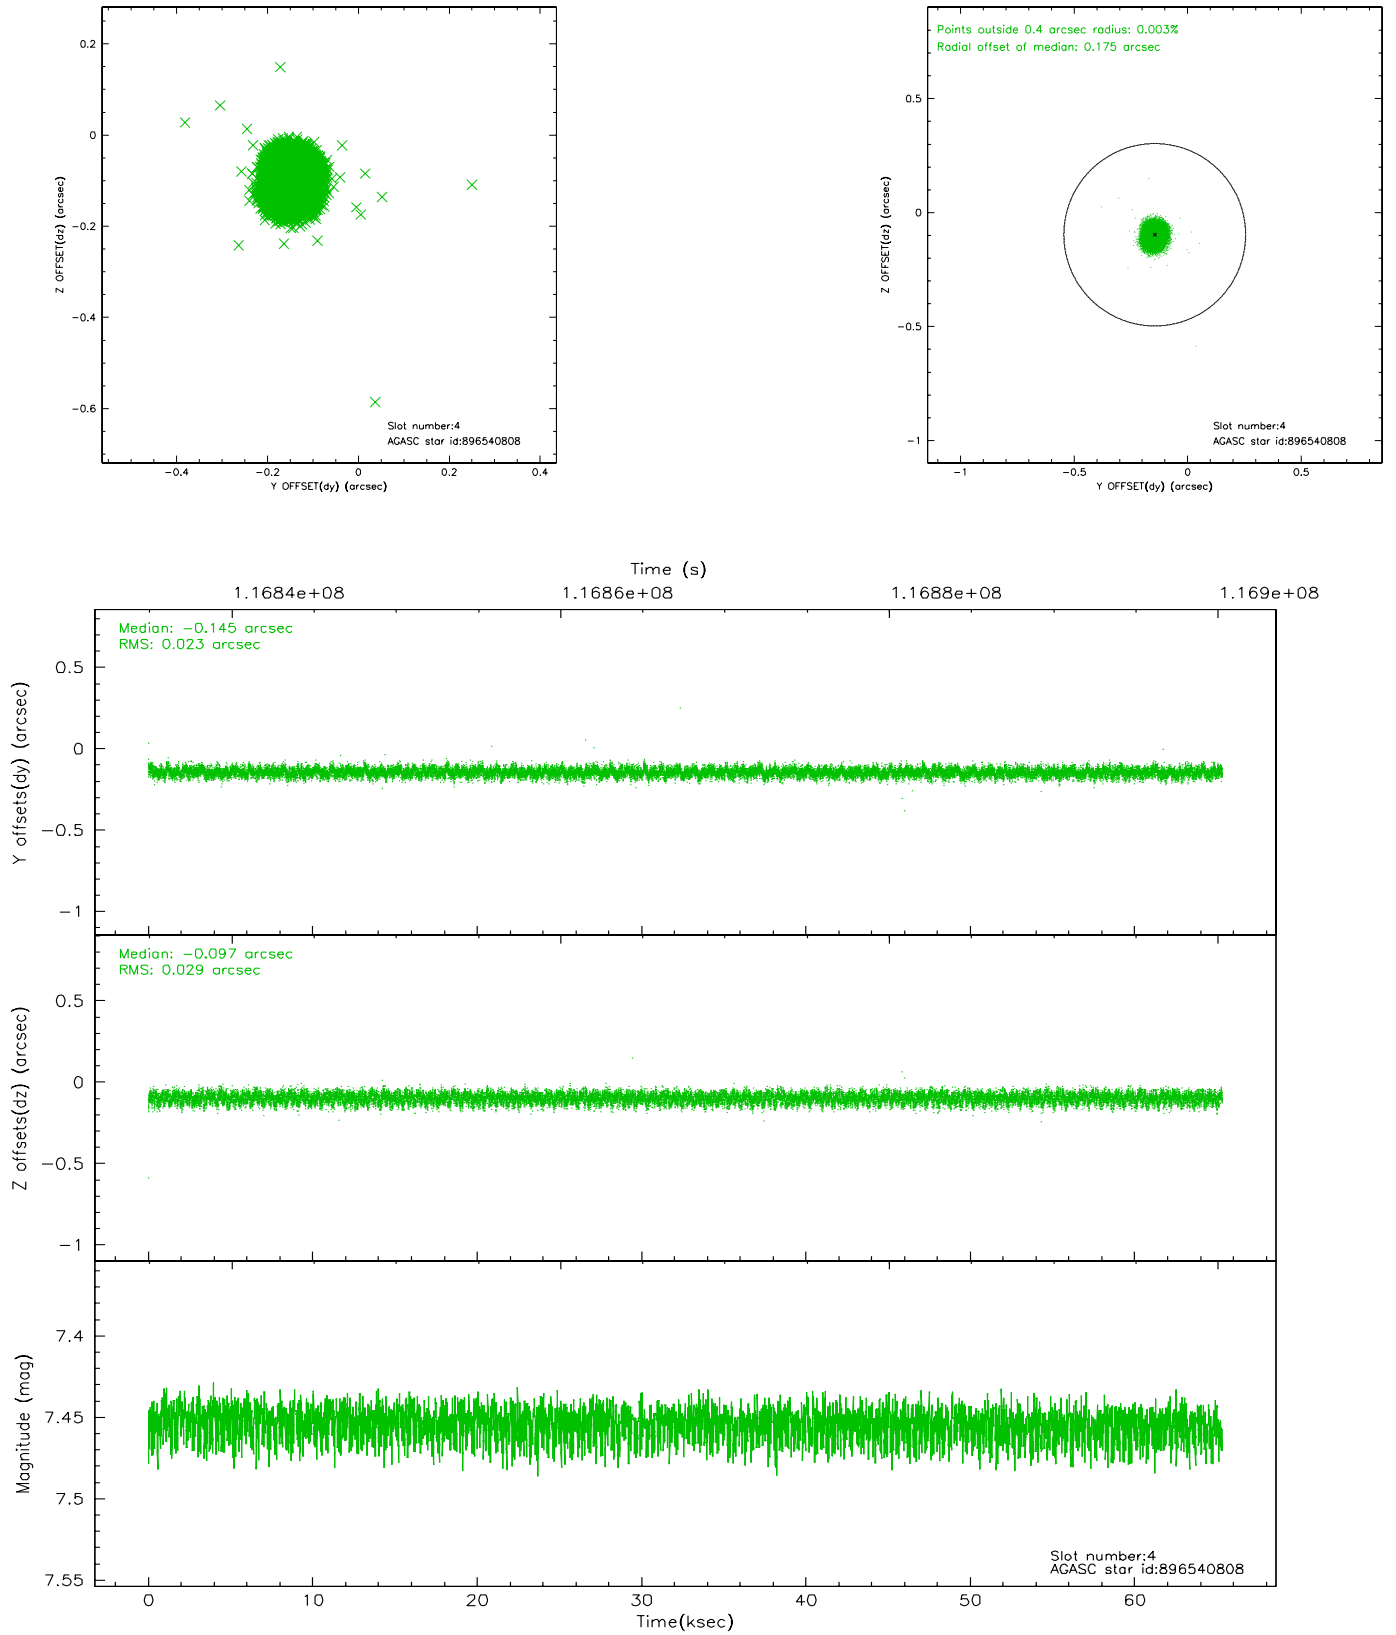 0.2
0
-0.2
-0.4
-0.6
Z OFFSET(dz) (arcsec)
Slot number:4
AGASC star id:896540808
-0.4 -0.2 0 0.2 0.4
Y OFFSET(dy) (arcsec)
Points outside 0.4 arcsec radius: 0.003%
Radial offset of median: 0.175 arcsec
0.5
0
-0.5
-1
Z OFFSET(dz) (arcsec)
Slot number:4
AGASC star id:896540808
-1 -0.5 0 0.5
Y OFFSET(dy) (arcsec)
Time (s)
1.1684e+08 1.1686e+08 1.1688e+08 1.169e+08
Median: -0.145 arcsec
RMS: 0.023 arcsec
0.5
0
-0.5
-1
Y offsets(dy) (arcsec)
Median: -0.097 arcsec
RMS: 0.029 arcsec
0.5
0
-0.5
-1
Z offsets(dz) (arcsec)
7.4
7.45
7.5
7.55
Magnitude (mag)
Slot number:4
AGASC star id:896540808
0 10 20 30 40 50 60
Time(ksec)